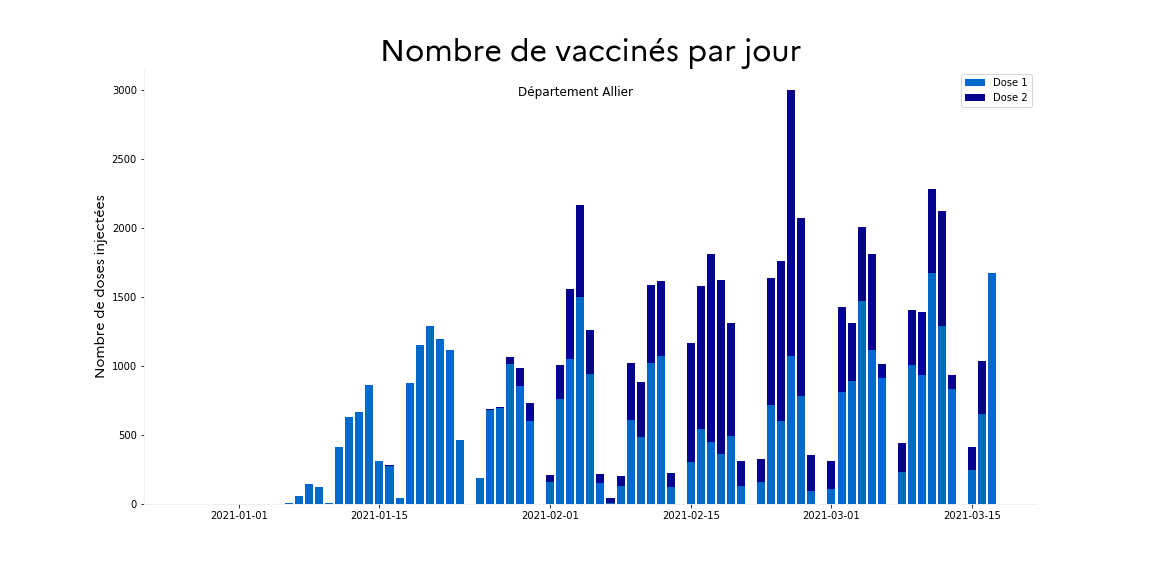 Nombre de vaccinés par jour
Département Allier
Dose 1
Dose 2
Nombre de doses injectées
3000
2500
2000
1500
1000
500
0
2021-01-01
2021-01-15
2021-02-01
2021-02-15
2021-03-01
2021-03-15